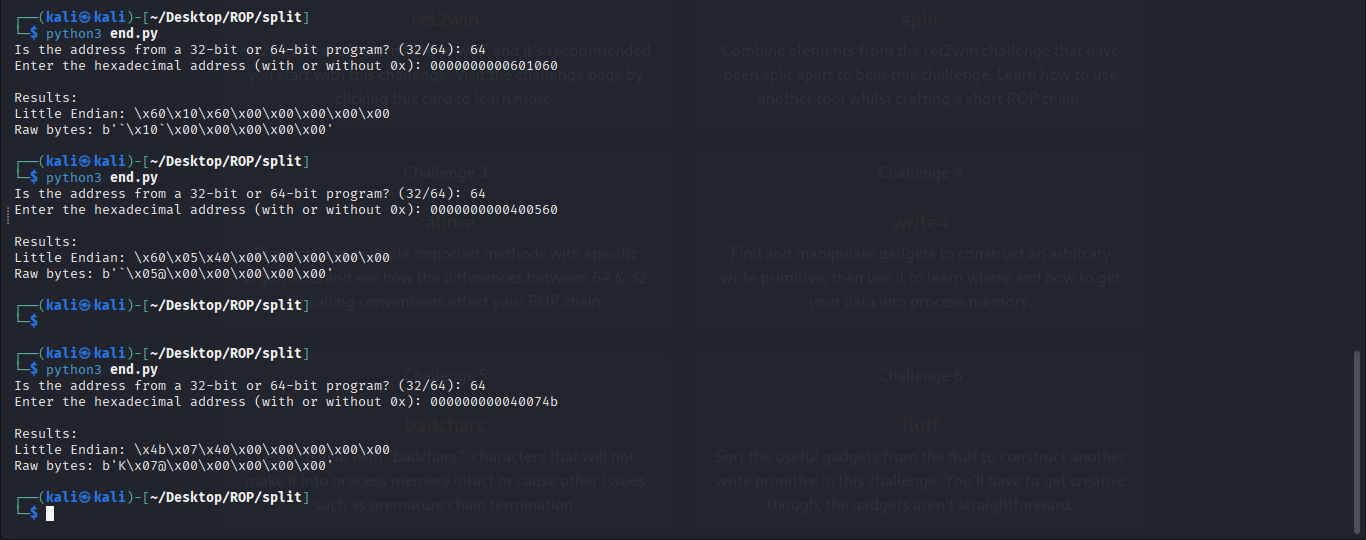 ┌──(kali㉿kali)-[~/Desktop/ROP/split]
└─$ python3 end.py
Is the address from a 32-bit or 64-bit program? (32/64): 64
Enter the hexadecimal address (with or without 0x): 0000000000601060
Results:
Little Endian: \x60\x10\x60\x00\x00\x00\x00\x00
Raw bytes: b'`\x10`\x00\x00\x00\x00\x00'
┌──(kali㉿kali)-[~/Desktop/ROP/split]
└─$ python3 end.py
Is the address from a 32-bit or 64-bit program? (32/64): 64
Enter the hexadecimal address (with or without 0x): 0000000000400560
Results:
Little Endian: \x60\x05\x40\x00\x00\x00\x00\x00
Raw bytes: b'`\x05@\x00\x00\x00\x00\x00'
┌──(kali㉿kali)-[~/Desktop/ROP/split]
└─$
┌──(kali㉿kali)-[~/Desktop/ROP/split]
└─$ python3 end.py
Is the address from a 32-bit or 64-bit program? (32/64): 64
Enter the hexadecimal address (with or without 0x): 000000000040074b
Results:
Little Endian: \x4b\x07\x40\x00\x00\x00\x00\x00
Raw bytes: b'K\x07@\x00\x00\x00\x00\x00'
┌──(kali㉿kali)-[~/Desktop/ROP/split]
└─$
ret2win
and it's recommended
you start with this challenge. Visit the challenge page by
clicking this card to learn more.
split
Combine elements from the ret2win challenge that have
been split apart to beat this challenge. Learn how to use
another tool whilst crafting a short ROP chain.
Challenge 3
callme
imported methods with specific
and see how the differences between 64 & 32
calling conventions affect your ROP chain.
Challenge 4
write4
Find and manipulate gadgets to construct an arbitrary
write primitive, then use it to learn where and how to get
your data into process memory.
Challenge 5
badchars
"badchars": characters that will not
make it into process memory intact or cause other issues
such as premature chain termination.
Challenge 6
fluff
Sort the useful gadgets from the fluff to construct another
write primitive in this challenge. You'll have to get creative
though, the gadgets aren't straightforward.